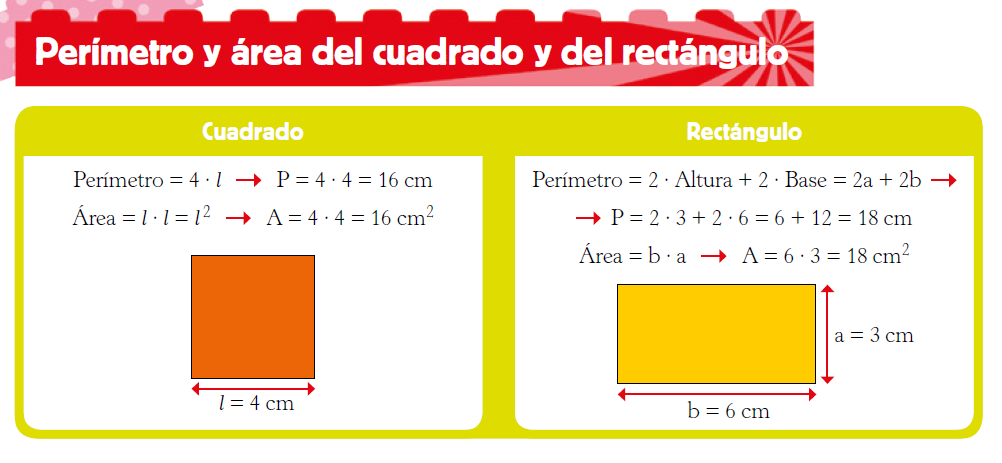 Perímetro y área del cuadrado y del rectángulo
Cuadrado
Perímetro = 4 · l → P = 4 · 4 = 16 cm
Área = l · l = l² → A = 4 · 4 = 16 cm²
l = 4 cm
Rectángulo
Perímetro = 2 · Altura + 2 · Base = 2a + 2b →
→ P = 2 · 3 + 2 · 6 = 6 + 12 = 18 cm
Área = b · a → A = 6 · 3 = 18 cm²
a = 3 cm
b = 6 cm